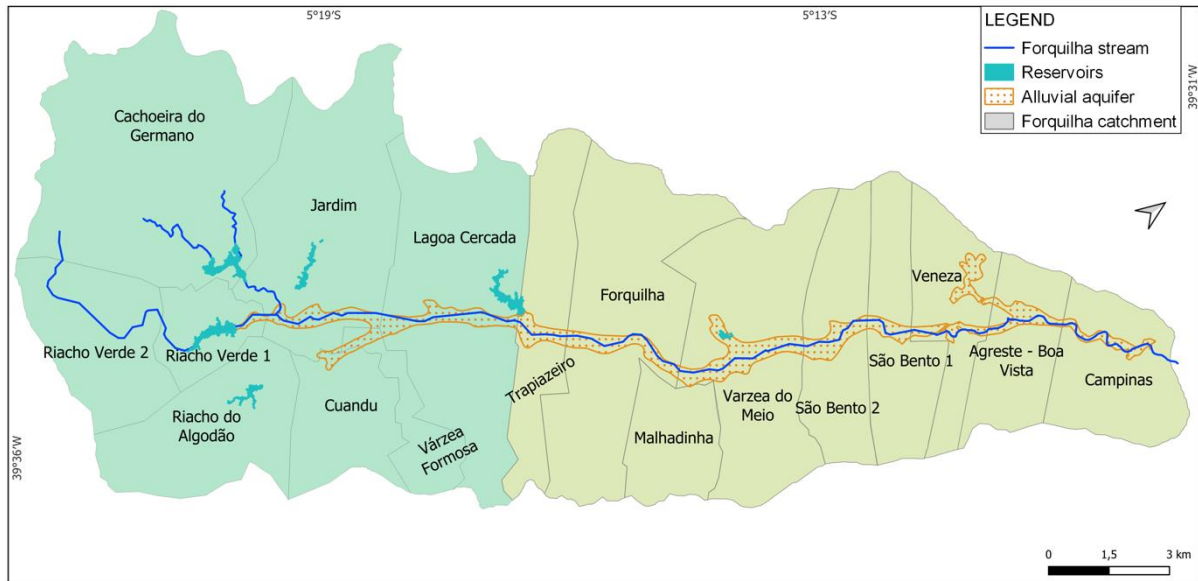 5°19'S
5°13'S
LEGEND
Forquilha stream
Reservoirs
Alluvial aquifer
Forquilha catchment
39°31'W
Cachoeira do
Germano
Jardim
Lagoa Cercada
Forquilha
Veneza
Riacho Verde 2
Riacho Verde 1
Trapiazeiro
São Bento 1
Agreste - Boa
Vista
Campinas
Riacho do
Algodão
Cuandu
Várzea
Formosa
Malhadinha
Varzea do
Meio
São Bento 2
39°36'W
0 1,5 3 km